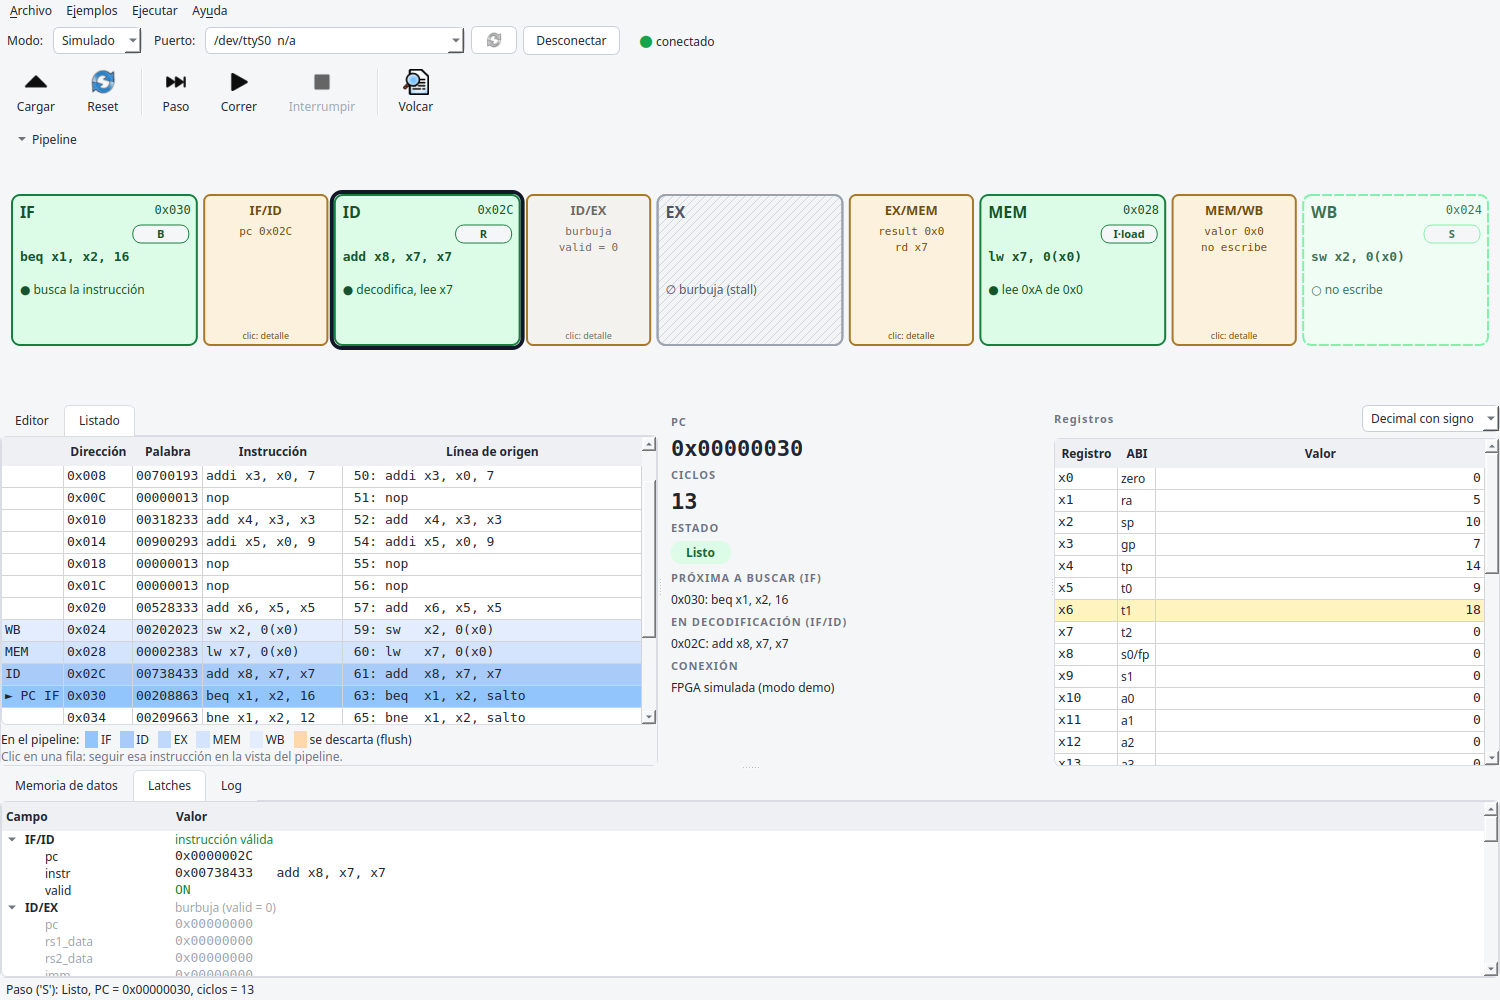 Archivo Ejemplos Ejecutar Ayuda
Modo: Simulado Puerto: /dev/ttyS0 n/a Desconectar conectado
Cargar Reset Paso Correr Interrumpir Volcar
Pipeline
IF 0x030
B
beq x1, x2, 16
busca la instrucción
IF/ID
pc 0x02C
clic: detalle
ID 0x02C
R
add x8, x7, x7
decodifica, lee x7
ID/EX
burbuja
valid = 0
clic: detalle
EX
∅ burbuja (stall)
EX/MEM
result 0x0
rd x7
clic: detalle
MEM 0x028
I·load
lw x7, 0(x0)
lee 0xA de 0x0
MEM/WB
valor 0x0
no escribe
clic: detalle
WB 0x024
S
sw x2, 0(x0)
no escribe
Editor Listado
Dirección Palabra Instrucción Línea de origen
0x008 00700193 addi x3, x0, 7 50: addi x3, x0, 7
0x00C 00000013 nop 51: nop
0x010 00318233 add x4, x3, x3 52: add x4, x3, x3
0x014 00900293 addi x5, x0, 9 54: addi x5, x0, 9
0x018 00000013 nop 55: nop
0x01C 00000013 nop 56: nop
0x020 00528333 add x6, x5, x5 57: add x6, x5, x5
WB 0x024 00202023 sw x2, 0(x0) 59: sw x2, 0(x0)
MEM 0x028 00002383 lw x7, 0(x0) 60: lw x7, 0(x0)
ID 0x02C 00738433 add x8, x7, x7 61: add x8, x7, x7
► PC IF 0x030 00208863 beq x1, x2, 16 63: beq x1, x2, salto
0x034 00209663 bne x1, x2, 12 65: bne x1, x2, salto
En el pipeline: IF ID EX MEM WB se descarta (flush)
Clic en una fila: seguir esa instrucción en la vista del pipeline.
PC
0x00000030
CICLOS
13
ESTADO
Listo
PRÓXIMA A BUSCAR (IF)
0x030: beq x1, x2, 16
EN DECODIFICACIÓN (IF/ID)
0x02C: add x8, x7, x7
CONEXIÓN
FPGA simulada (modo demo)
Registros Decimal con signo
Registro ABI Valor
x0 zero 0
x1 ra 5
x2 sp 10
x3 gp 7
x4 tp 14
x5 t0 9
x6 t1 18
x7 t2 0
x8 s0/fp 0
x9 s1 0
x10 a0 0
x11 a1 0
x12 a2 0
x13 a3 0
Memoria de datos Latches Log
Campo Valor
IF/ID instrucción válida
pc 0x0000002C
instr 0x00738433 add x8, x7, x7
valid ON
ID/EX burbuja (valid = 0)
pc 0x00000000
rs1_data 0x00000000
rs2_data 0x00000000
imm 0x00000000
Paso ('S'): Listo, PC = 0x00000030, ciclos = 13